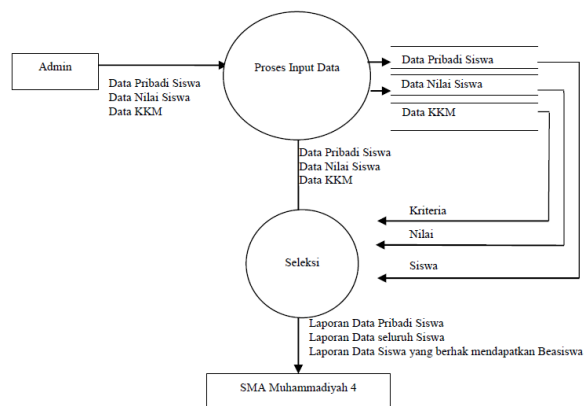 Admin
Proses Input Data
Data Pribadi Siswa
Data Nilai Siswa
Data KKM
Data Pribadi Siswa
Data Nilai Siswa
Data KKM
Data Pribadi Siswa
Data Nilai Siswa
Data KKM
Kriteria
Nilai
Siswa
Seleksi
Laporan Data Pribadi Siswa
Laporan Data seluruh Siswa
Laporan Data Siswa yang berhak mendapatkan Beasiswa
SMA Muhammadiyah 4